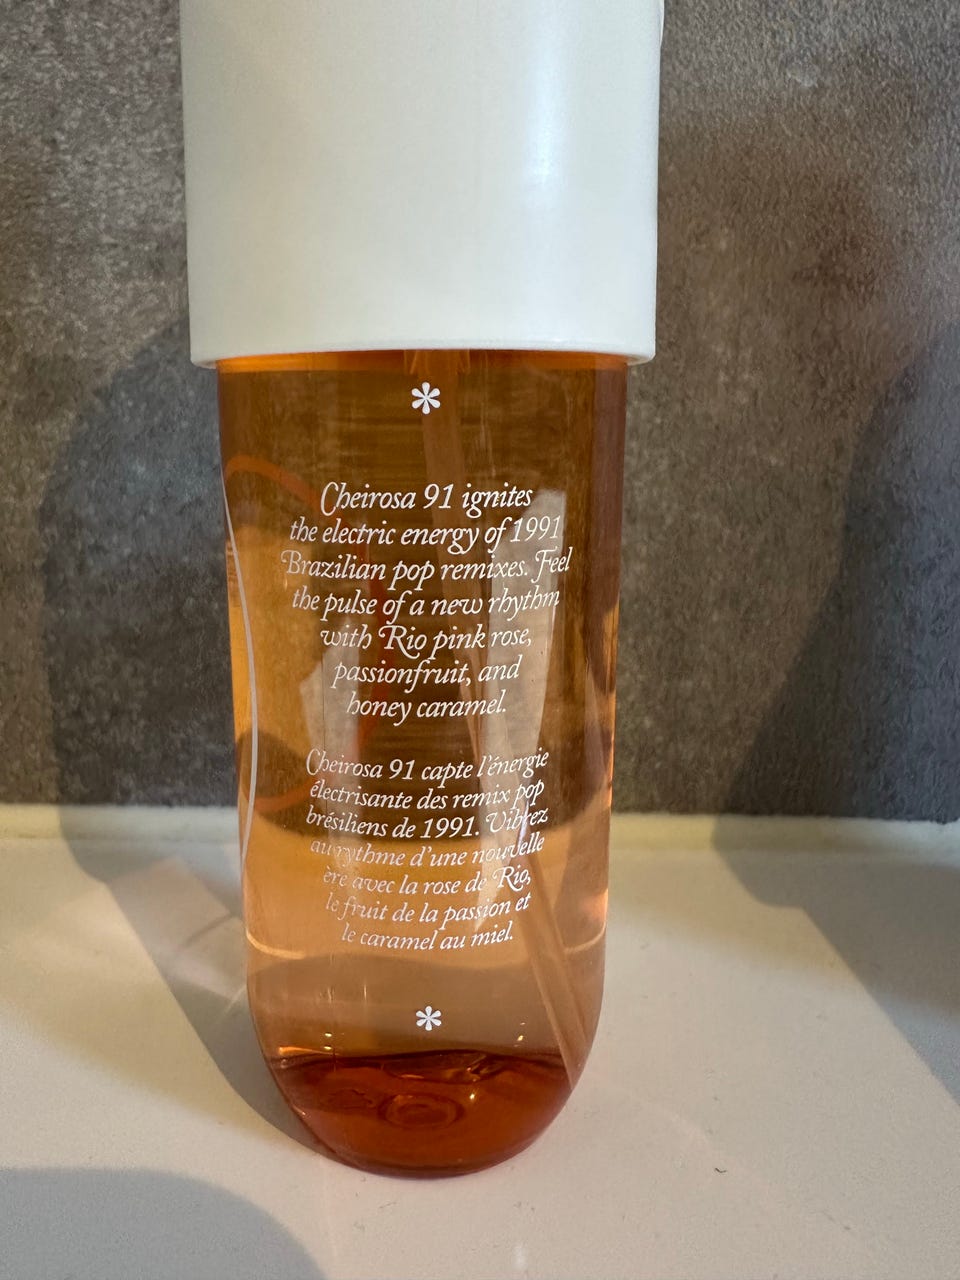 *
Cheirosa 91 ignites
the electric energy of 1991
Brazilian pop remixes. Feel
the pulse of a new rhythm
with Rio pink rose,
passionfruit, and
honey caramel.
Cheirosa 91 capte l'énergie
électrisante des remix pop
brésiliens de 1991. Vibrez
au rythme d'une nouvelle
ère avec la rose de Rio,
le fruit de la passion et
le caramel au miel.
*